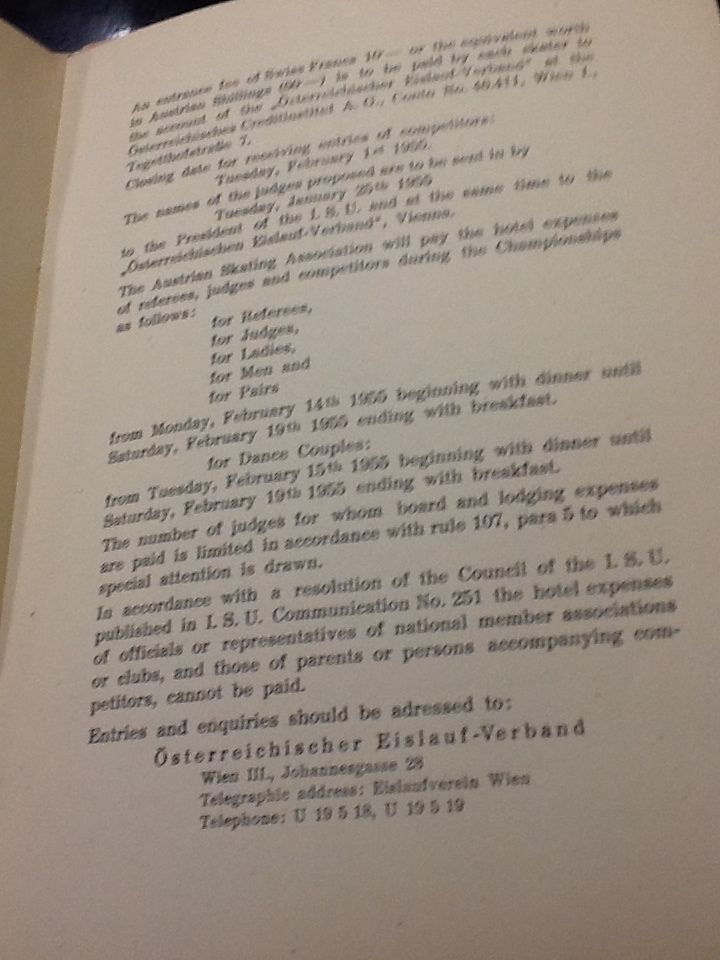 An entrance fee of Swiss Francs 10— or the equivalent worth
in Austrian Shillings (60—) is to be paid by each skater to
the account of the „Österreichischer Eislauf-Verband" at the
Österreichisches Creditinstitut A. G., Conto No. 46.411, Wien I.,
Tegetthofstraße 7.
Closing date for receiving entries of competitors:
Tuesday, February 1st 1955.
The names of the judges proposed are to be sent in by
Tuesday, January 25th 1955
to the President of the I. S. U. and at the same time to the
„Österreichischen Eislauf-Verband", Vienna.
The Austrian Skating Association will pay the hotel expenses
of referees, judges and competitors during the Championships
as follows:
for Referees,
for Judges,
for Ladies,
for Men and
for Pairs
from Monday, February 14th 1955 beginning with dinner until
Saturday, February 19th 1955 ending with breakfast.
for Dance Couples:
from Tuesday, February 15th 1955 beginning with dinner until
Saturday, February 19th 1955 ending with breakfast.
The number of judges for whom board and lodging expenses
are paid is limited in accordance with rule 107, para 5 to which
special attention is drawn.
In accordance with a resolution of the Council of the I. S. U.
published in I. S. U. Communication No. 251 the hotel expenses
of officials or representatives of national member associations
or clubs, and those of parents or persons accompanying com-
petitors, cannot be paid.
Entries and enquiries should be adressed to:
Österreichischer Eislauf-Verband
Wien III., Johannesgasse 28
Telegraphic address: Eislaufverein Wien
Telephone: U 19 5 18, U 19 5 19